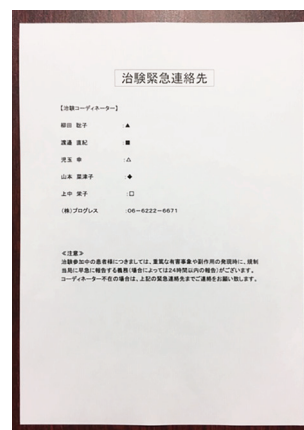 治験緊急連絡先
【治験コーディネーター】
柳田 聡子 :▲
渡邉 直紀 :■
児玉 幸 :△
山本 菜津子 :◆
上中 栄子 :□
(株)プログレス :06-6222-6671
≪注意≫
治験参加中の患者様につきましては、重篤な有害事象や副作用の発現時に、規制
当局に早急に報告する義務(場合によっては24時間以内の報告)がございます。
コーディネーター不在の場合は、上記の緊急連絡先までご連絡をお願い致します。